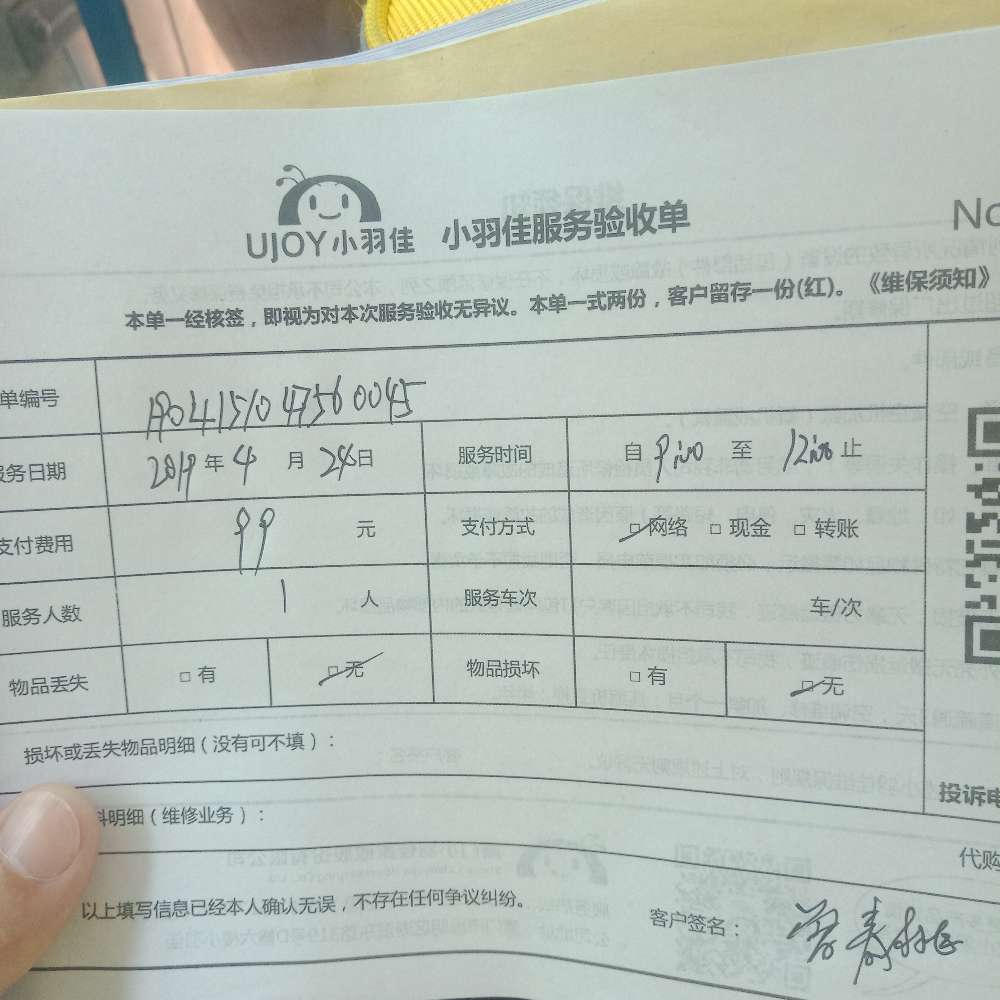 UJOY小羽佳 小羽佳服务验收单 No
本单一经核签，即视为对本次服务验收无异议。本单一式两份，客户留存一份(红)。《维保须知》
单编号 A04151047560045
服务日期 2019年4月24日 服务时间 自 9:00 至 12:00 止
支付费用 99 元 支付方式 □网络 □现金 □转账
服务人数 1 人 服务车次 车/次
物品丢失 □有 □无 物品损坏 □有 □无
损坏或丢失物品明细（没有可不填）：
料明细（维修业务）：
投诉电
代购
以上填写信息已经本人确认无误，不存在任何争议纠纷。
客户签名：